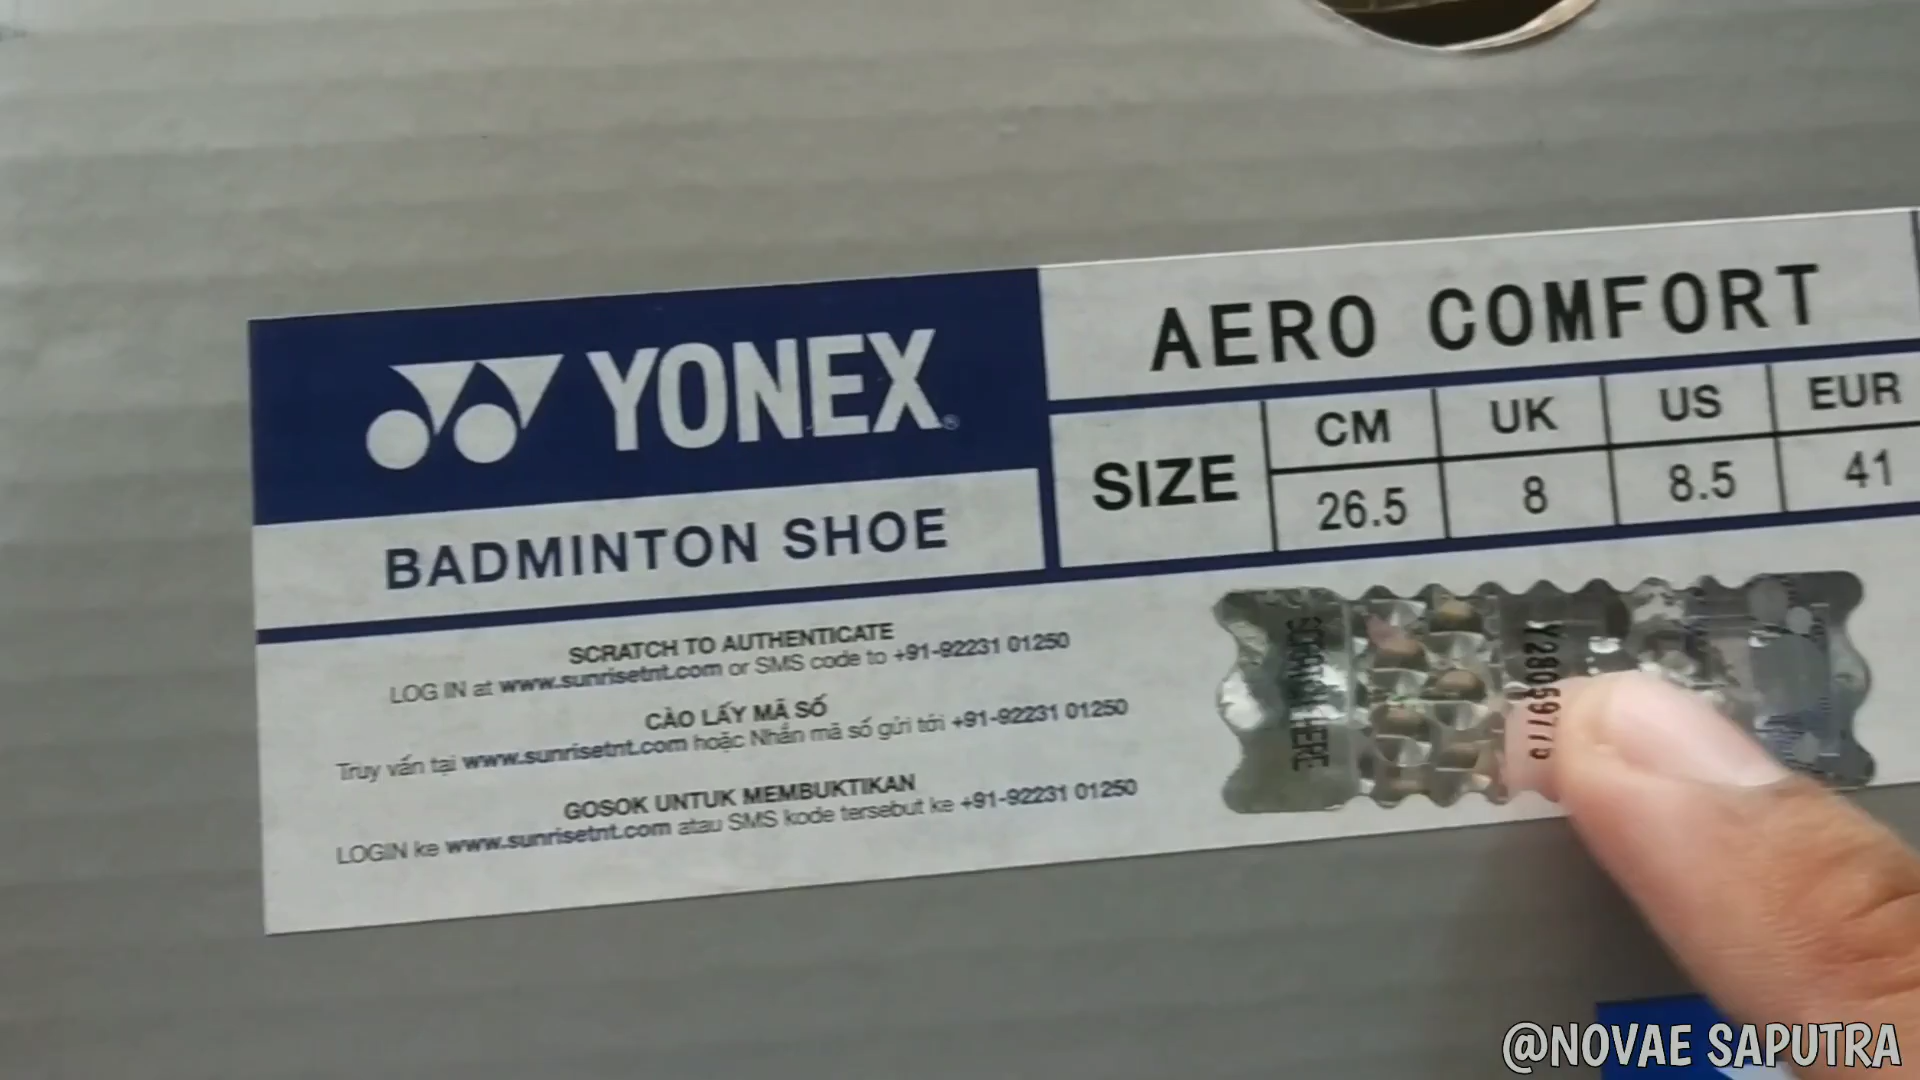 YONEX®
BADMINTON SHOE
AERO COMFORT
SIZE
CM UK US EUR
26.5 8 8.5 41
SCRATCH TO AUTHENTICATE
LOG IN at www.sunrisetnt.com or SMS code to +91-92231 01250
CÀO LẤY MÃ SỐ
Truy vấn tại www.sunrisetnt.com hoặc Nhắn mã số gửi tới +91-92231 01250
GOSOK UNTUK MEMBUKTIKAN
LOGIN ke www.sunrisetnt.com atau SMS kode tersebut ke +91-92231 01250
SCRATCH HERE
@NOVAE SAPUTRA